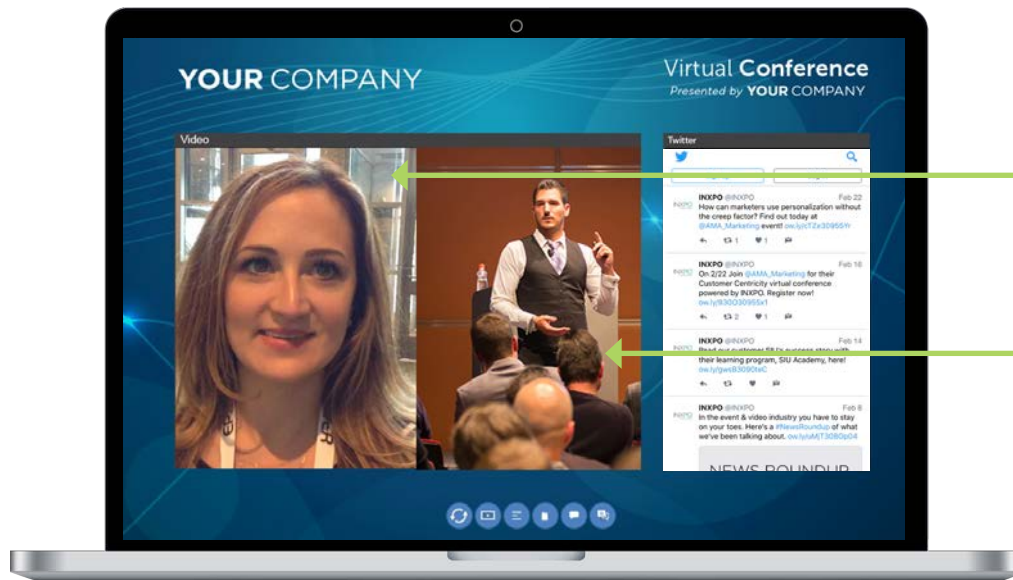 YOUR COMPANY
Virtual Conference
Presented by YOUR COMPANY
Video
Twitter
INXPO @INXPO Feb 22
How can marketers use personalization without
the creep factor? Find out today at
@AMA_Marketing event!
1 1
INXPO @INXPO Feb 16
On 2/22 Join @AMA_Marketing for their
Customer Centricity virtual conference
powered by INXPO. Register now!
2 1
INXPO @INXPO Feb 14
their learning program, SIU Academy, here!
INXPO @INXPO Feb 8
In the event & video industry you have to stay
on your toes. Here's a #NewsRoundup of what
we've been talking about.
NEWS ROUNDUP